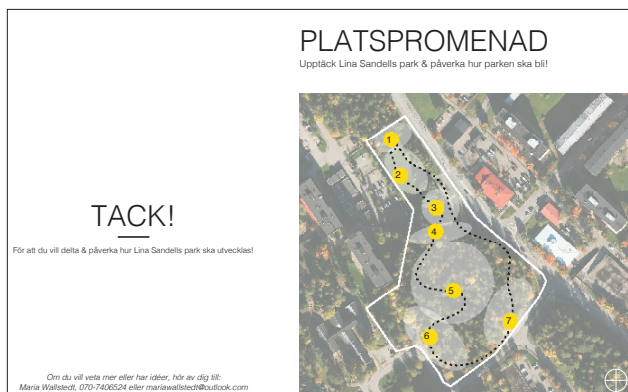 PLATSPROMENAD
Upptäck Lina Sandells park & påverka hur parken ska bli!
1
2
3
4
5
6
7
TACK!
För att du vill delta & påverka hur Lina Sandells park ska utvecklas!
Om du vill veta mer eller har idéer, hör av dig till:
Maria Wallstedt, 070-7406524 eller mariawallstedt@outlook.com